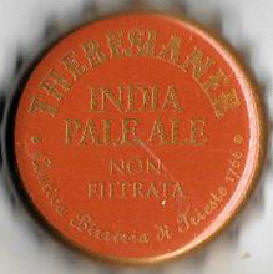 THERESIANER
INDIA
PALE ALE
NON
FILTRATA
Antica Birreria di Trieste 1766